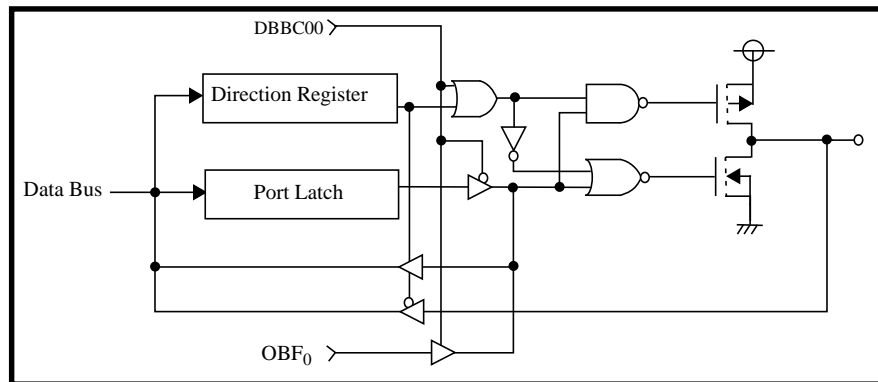 DBBC00
Direction Register
Data Bus
Port Latch
OBF₀